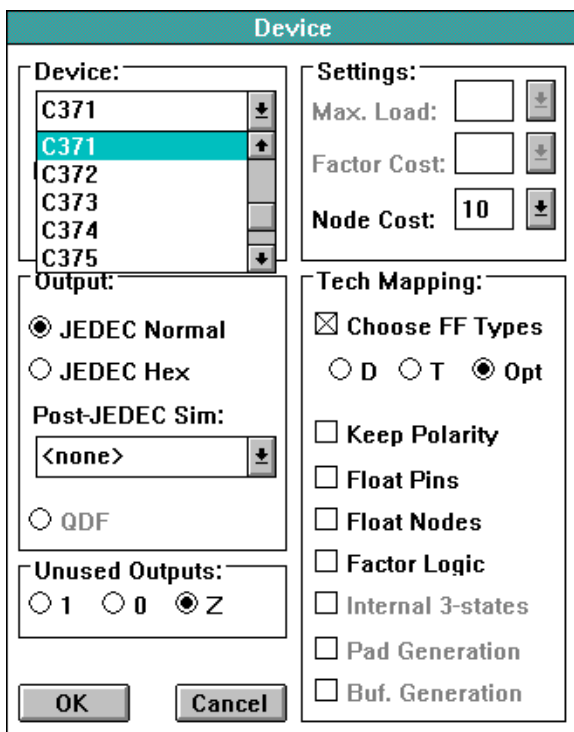 Device
Device:
C371
C371
C372
C373
C374
C375
Settings:
Max. Load:
Factor Cost:
Node Cost: 10
Output:
JEDEC Normal
JEDEC Hex
Post-JEDEC Sim:
<none>
QDF
Unused Outputs:
1 0 Z
Tech Mapping:
Choose FF Types
D T Opt
Keep Polarity
Float Pins
Float Nodes
Factor Logic
Internal 3-states
Pad Generation
Buf. Generation
OK Cancel